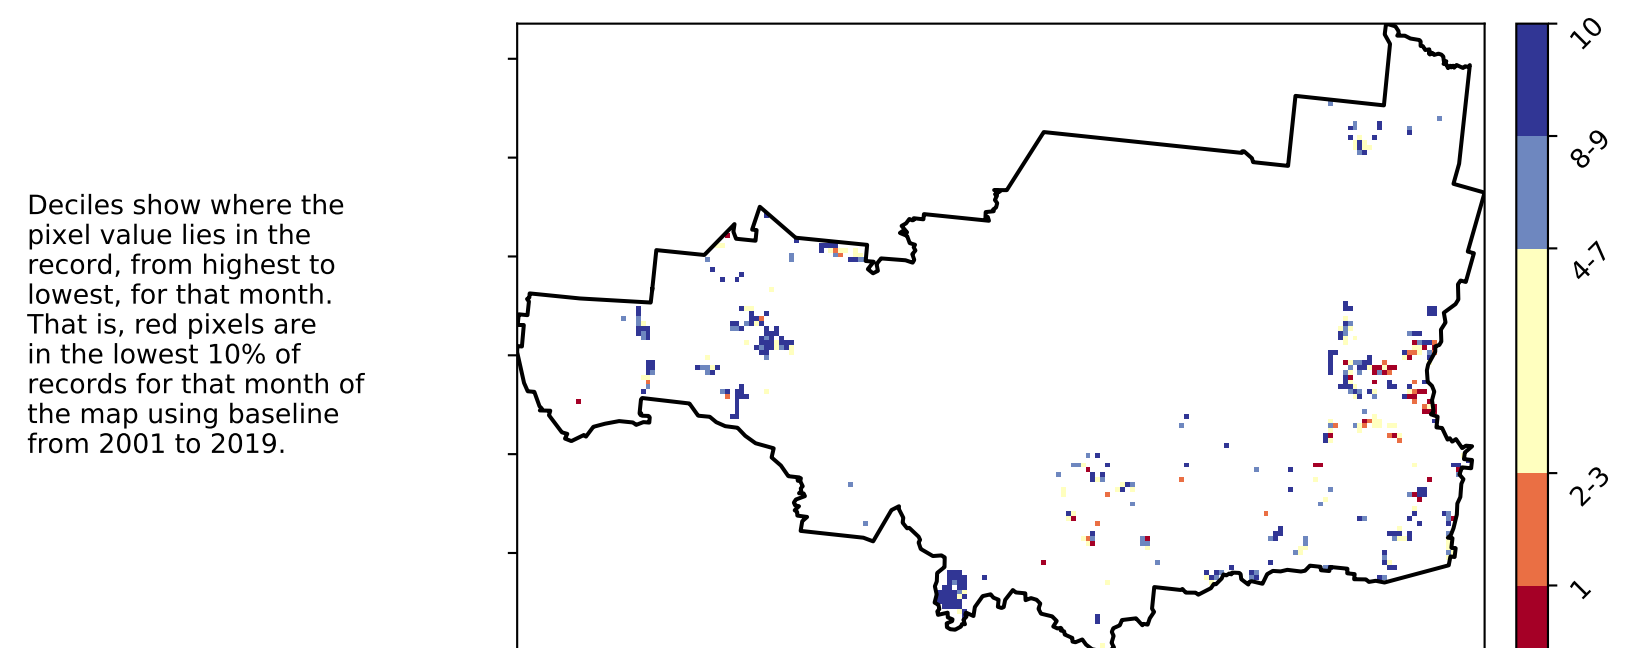 Deciles show where the
pixel value lies in the
record, from highest to
lowest, for that month.
That is, red pixels are
in the lowest 10% of
records for that month of
the map using baseline
from 2001 to 2019.
10
8-9
4-7
2-3
1